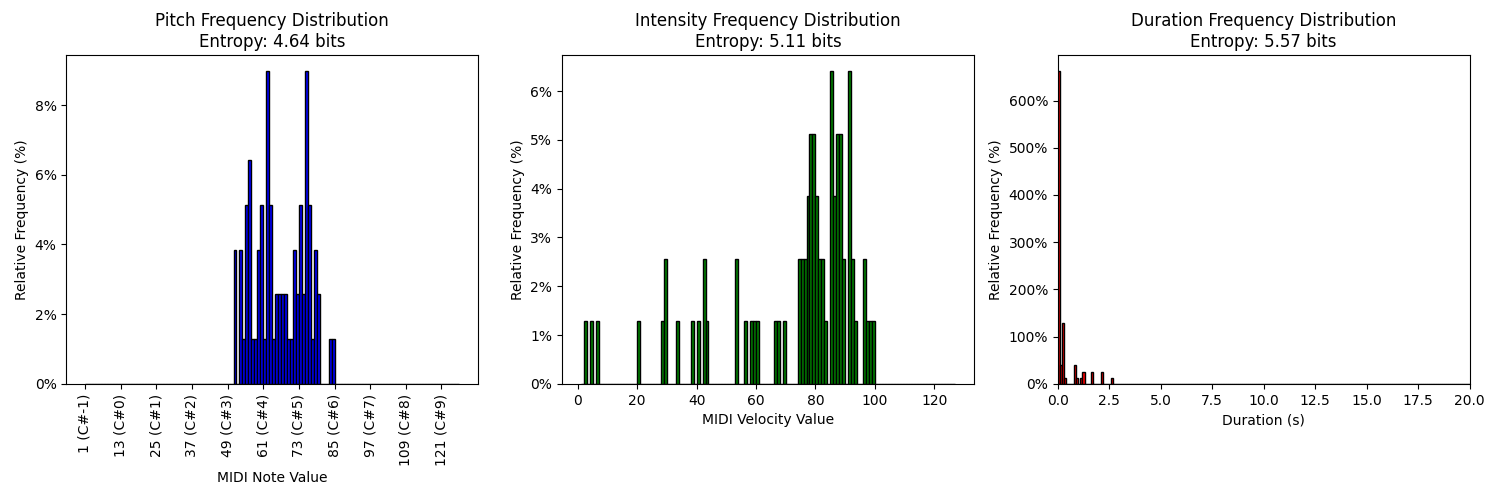 Pitch Frequency Distribution
Entropy: 4.64 bits
Relative Frequency (%)
8%
6%
4%
2%
0%
1 (C#-1)
13 (C#0)
25 (C#1)
37 (C#2)
49 (C#3)
61 (C#4)
73 (C#5)
85 (C#6)
97 (C#7)
109 (C#8)
121 (C#9)
MIDI Note Value
Intensity Frequency Distribution
Entropy: 5.11 bits
Relative Frequency (%)
6%
5%
4%
3%
2%
1%
0%
0 20 40 60 80 100 120
MIDI Velocity Value
Duration Frequency Distribution
Entropy: 5.57 bits
Relative Frequency (%)
600%
500%
400%
300%
200%
100%
0%
0.0 2.5 5.0 7.5 10.0 12.5 15.0 17.5 20.0
Duration (s)